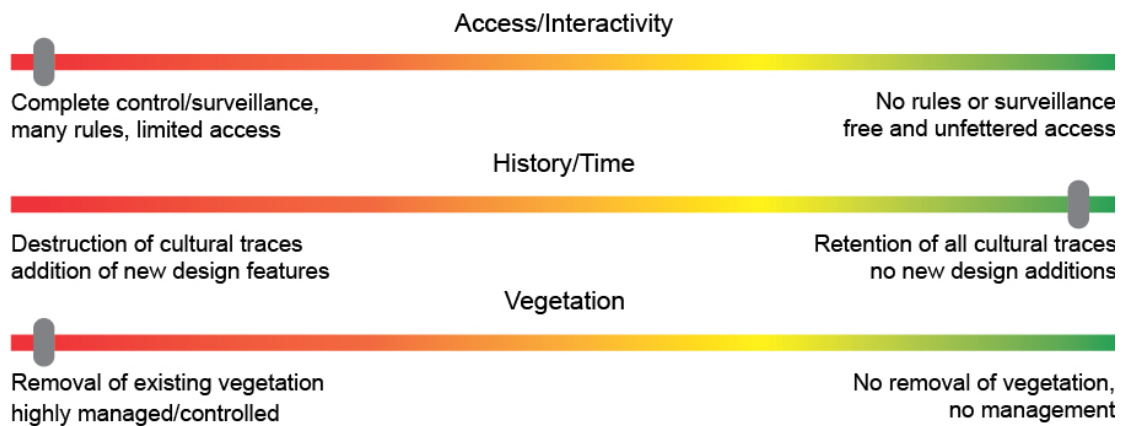 Access/Interactivity
Complete control/surveillance,
many rules, limited access
No rules or surveillance
free and unfettered access
History/Time
Destruction of cultural traces
addition of new design features
Retention of all cultural traces
no new design additions
Vegetation
Removal of existing vegetation
highly managed/controlled
No removal of vegetation,
no management